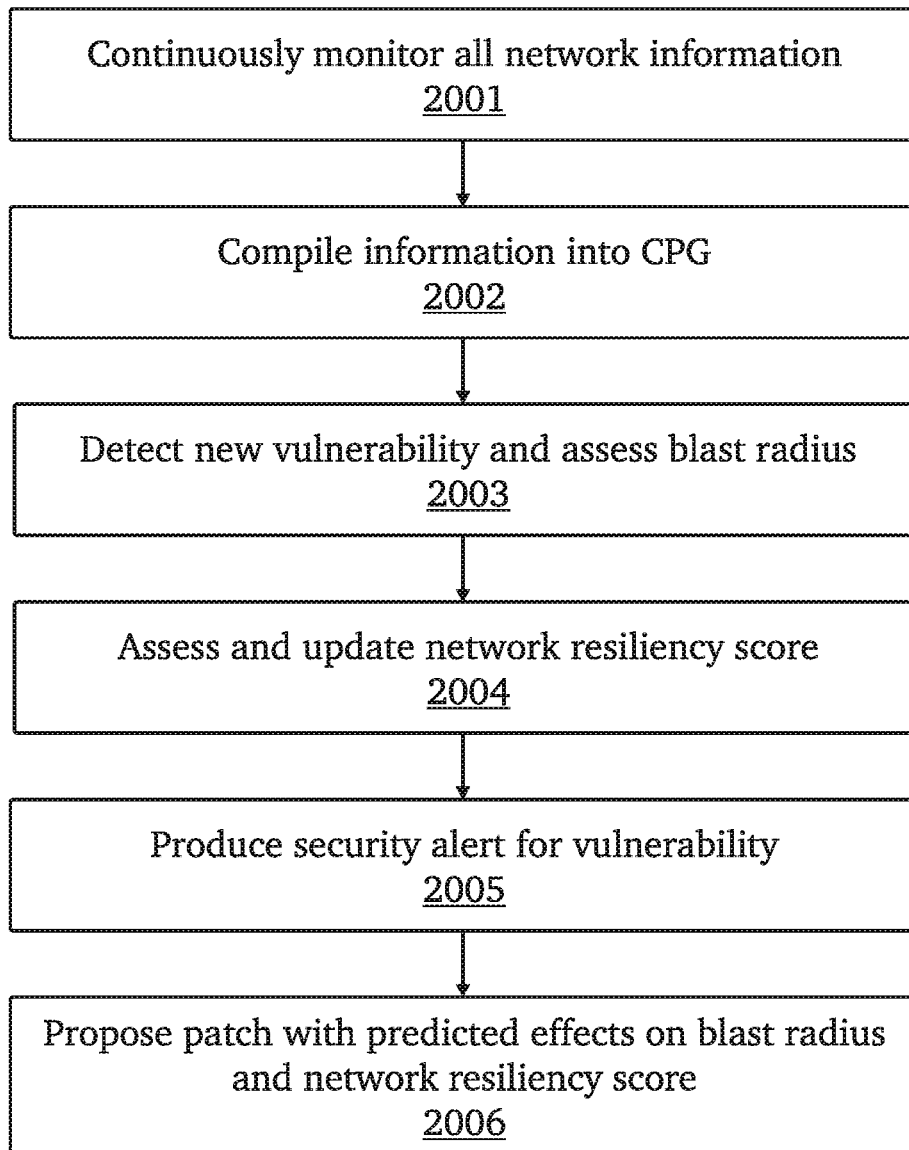 Continuously monitor all network information
2001
Compile information into CPG
2002
Detect new vulnerability and assess blast radius
2003
Assess and update network resiliency score
2004
Produce security alert for vulnerability
2005
Propose patch with predicted effects on blast radius
and network resiliency score
2006